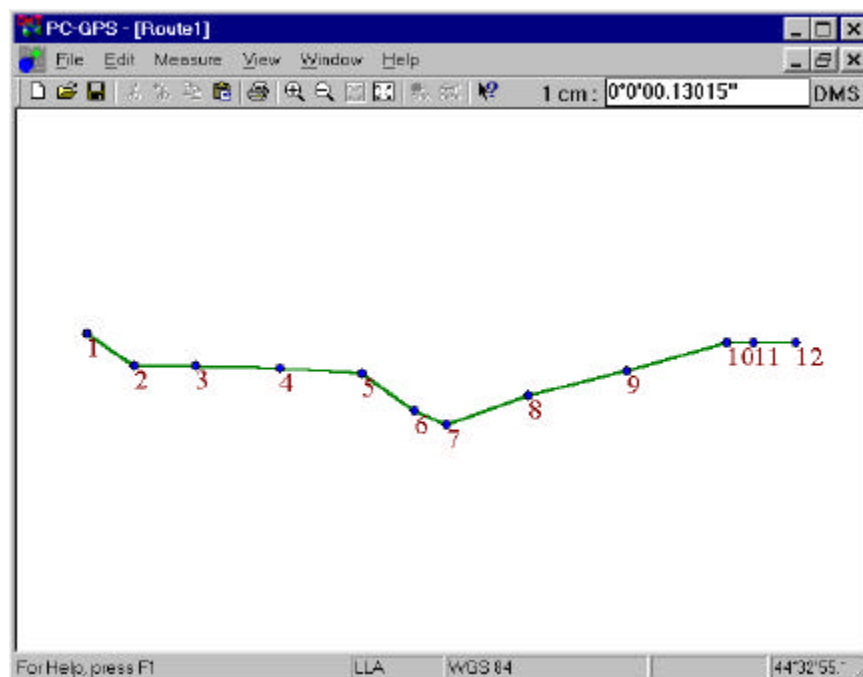 PC-GPS - [Route1]
File Edit Measure View Window Help
1 cm : 0°0'00.13015" DMS
1 2 3 4 5 6 7 8 9 10 11 12
For Help, press F1 LLA WGS 84 44°32'55.